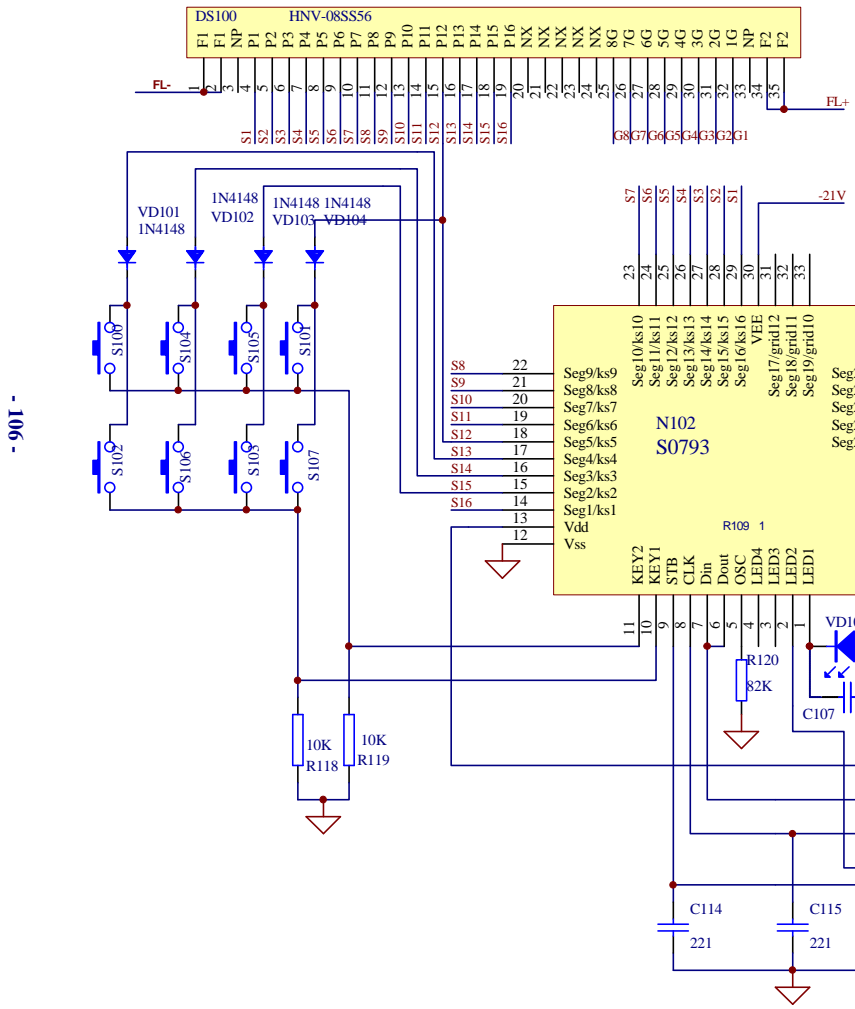 DS100 HNV-08SS56
F1 F1 NP P1 P2 P3 P4 P5 P6 P7 P8 P9 P10 P11 P12 P13 P14 P15 P16 NX NX NX NX NX 8G 7G 6G 5G 4G 3G 2G 1G NP F2 F2
FL- 1 2 3 4 5 6 7 8 9 10 11 12 13 14 15 16 17 18 19 20 21 22 23 24 25 26 27 28 29 30 31 32 33 34 35 FL+
S1 S2 S3 S4 S5 S6 S7 S8 S9 S10 S11 S12 S13 S14 S15 S16 G8 G7 G6 G5 G4 G3 G2 G1
VD101
1N4148
1N4148
VD102
1N4148 1N4148
VD103 VD104
S7 S6 S5 S4 S3 S2 S1 -21V
23 24 25 26 27 28 29 30 31 32 33
Seg10/ks10 Seg11/ks11 Seg12/ks12 Seg13/ks13 Seg14/ks14 Seg15/ks15 Seg16/ks16 VEE Seg17/grid12 Seg18/grid11 Seg19/grid10
S100 S104 S105 S101
S8 22 Seg9/ks9
S9 21 Seg8/ks8
S10 20 Seg7/ks7
S11 19 Seg6/ks6
S12 18 Seg5/ks5
S13 17 Seg4/ks4
S14 16 Seg3/ks3
S15 15 Seg2/ks2
S16 14 Seg1/ks1
13 Vdd
12 Vss
N102
S0793
R109 1
S102 S106 S103 S107
- 106 -
KEY2 KEY1 STB CLK Din Dout OSC LED4 LED3 LED2 LED1
11 10 9 8 7 6 5 4 3 2 1
R120
82K
C107
10K
R118
10K
R119
C114
221
C115
221